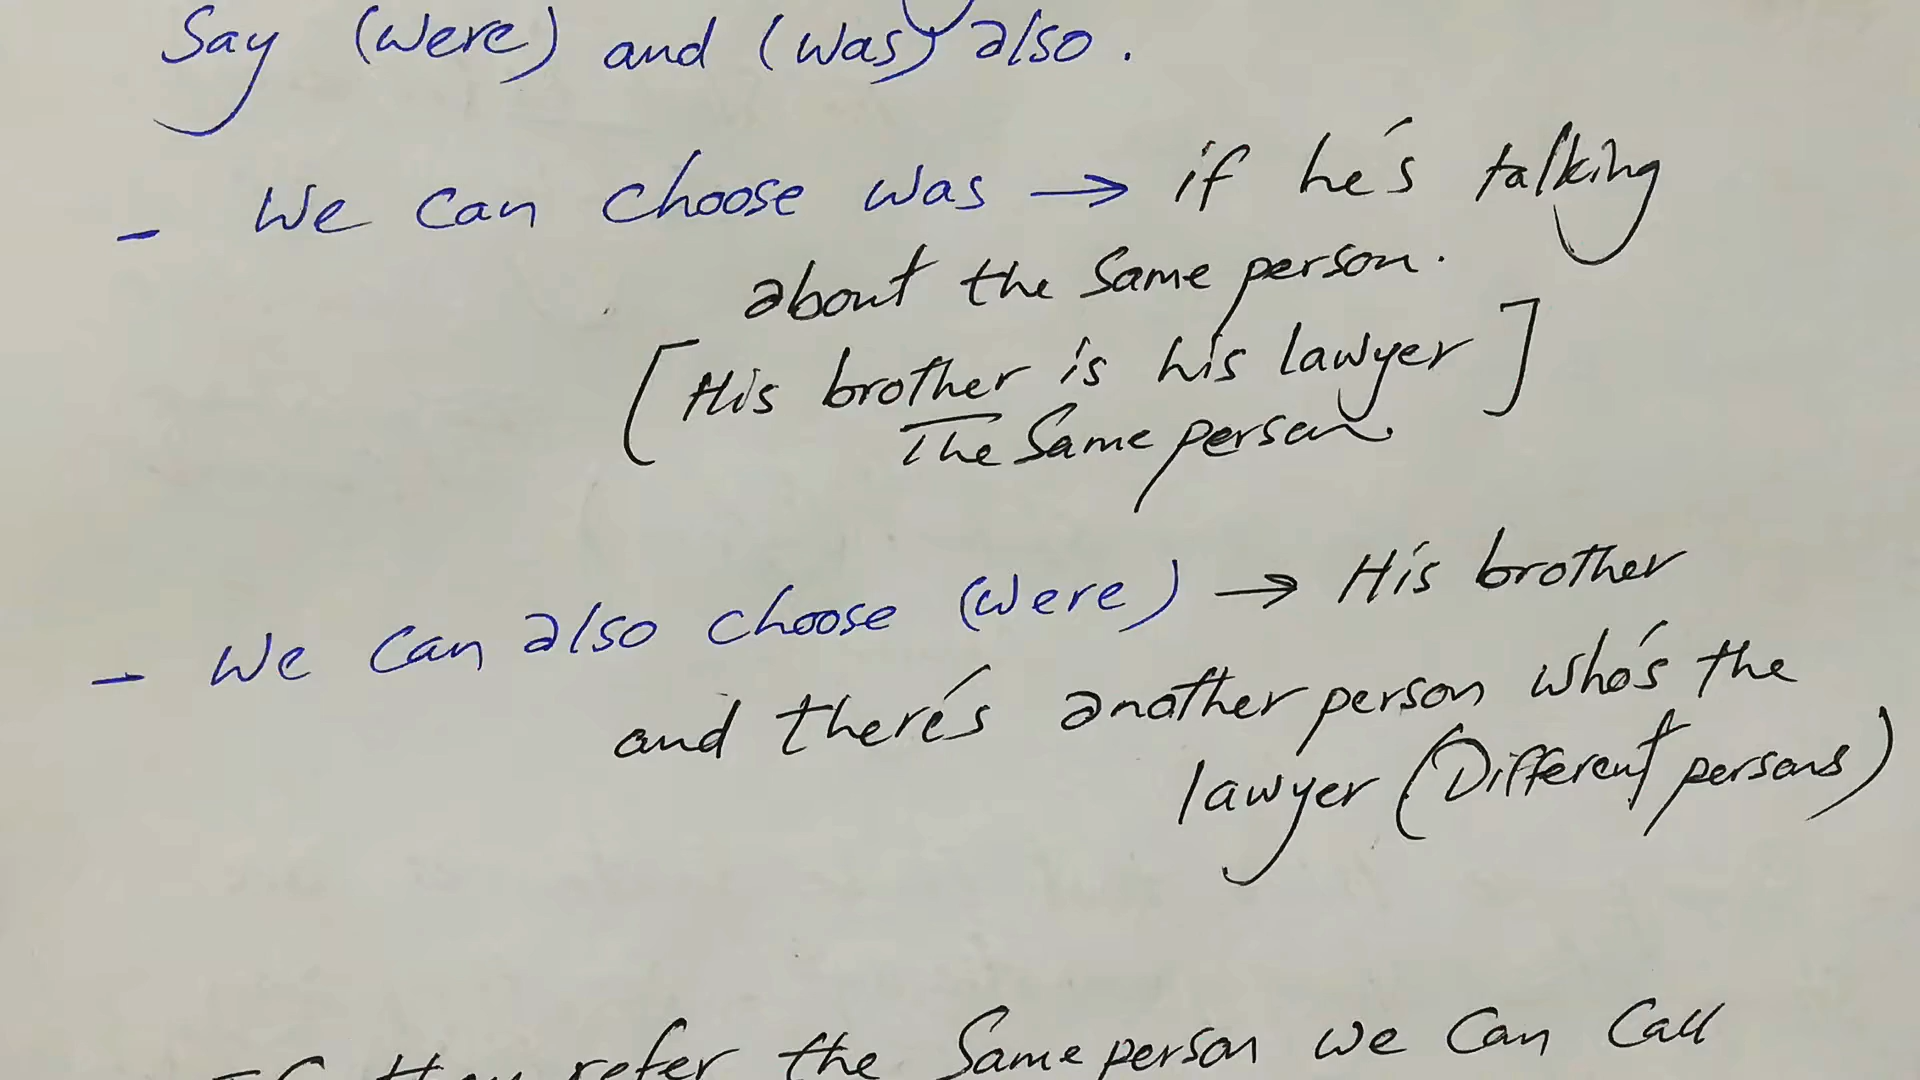 Say (were) and (was) also.
- We can choose was → if he's talking
about the same person.
[His brother is his lawyer]
The same person.
- We can also choose (were) → His brother
and there's another person who's the
lawyer (Different persons)
If they refer the same person we can call